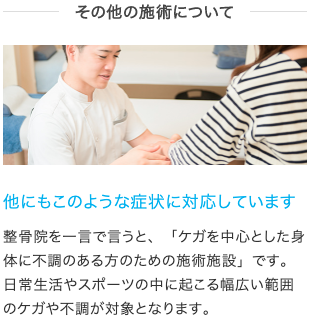 その他の施術について
他にもこのような症状に対応しています
整骨院を一言で言うと、「ケガを中心とした身
体に不調のある方のための施術施設」です。
日常生活やスポーツの中に起こる幅広い範囲
のケガや不調が対象となります。